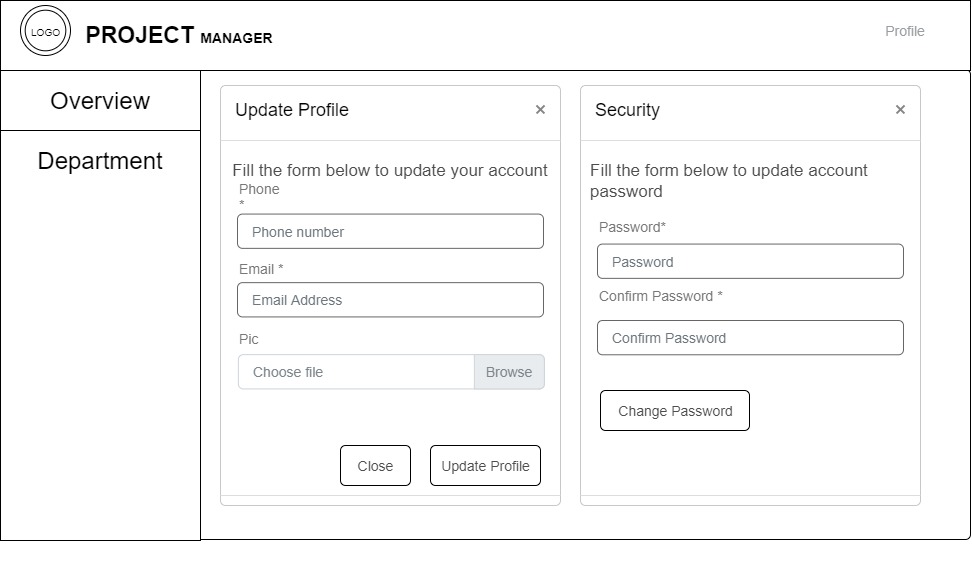 LOGO
PROJECT MANAGER
Profile
Overview
Department
Update Profile ×
Fill the form below to update your account
Phone
*
Phone number
Email *
Email Address
Pic
Choose file Browse
Close Update Profile
Security ×
Fill the form below to update account
password
Password*
Password
Confirm Password *
Confirm Password
Change Password